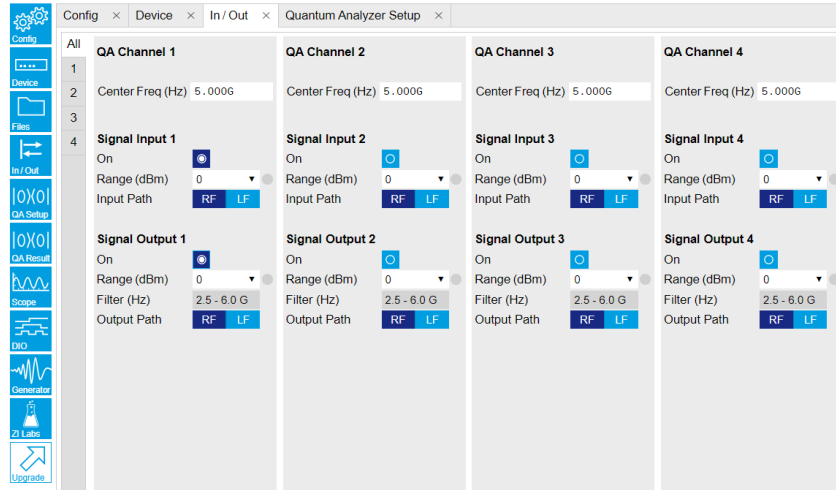 Config × Device × In / Out × Quantum Analyzer Setup ×
Config
Device
Files
In / Out
|0⟩⟨0|
QA Setup
|0⟩⟨0|
QA Result
Scope
DIO
Generator
ZI Labs
Upgrade
All
1
2
3
4
QA Channel 1
Center Freq (Hz) 5.000G
Signal Input 1
On
Range (dBm) 0
Input Path RF LF
Signal Output 1
On
Range (dBm) 0
Filter (Hz) 2.5 - 6.0 G
Output Path RF LF
QA Channel 2
Center Freq (Hz) 5.000G
Signal Input 2
On
Range (dBm) 0
Input Path RF LF
Signal Output 2
On
Range (dBm) 0
Filter (Hz) 2.5 - 6.0 G
Output Path RF LF
QA Channel 3
Center Freq (Hz) 5.000G
Signal Input 3
On
Range (dBm) 0
Input Path RF LF
Signal Output 3
On
Range (dBm) 0
Filter (Hz) 2.5 - 6.0 G
Output Path RF LF
QA Channel 4
Center Freq (Hz) 5.000G
Signal Input 4
On
Range (dBm) 0
Input Path RF LF
Signal Output 4
On
Range (dBm) 0
Filter (Hz) 2.5 - 6.0 G
Output Path RF LF